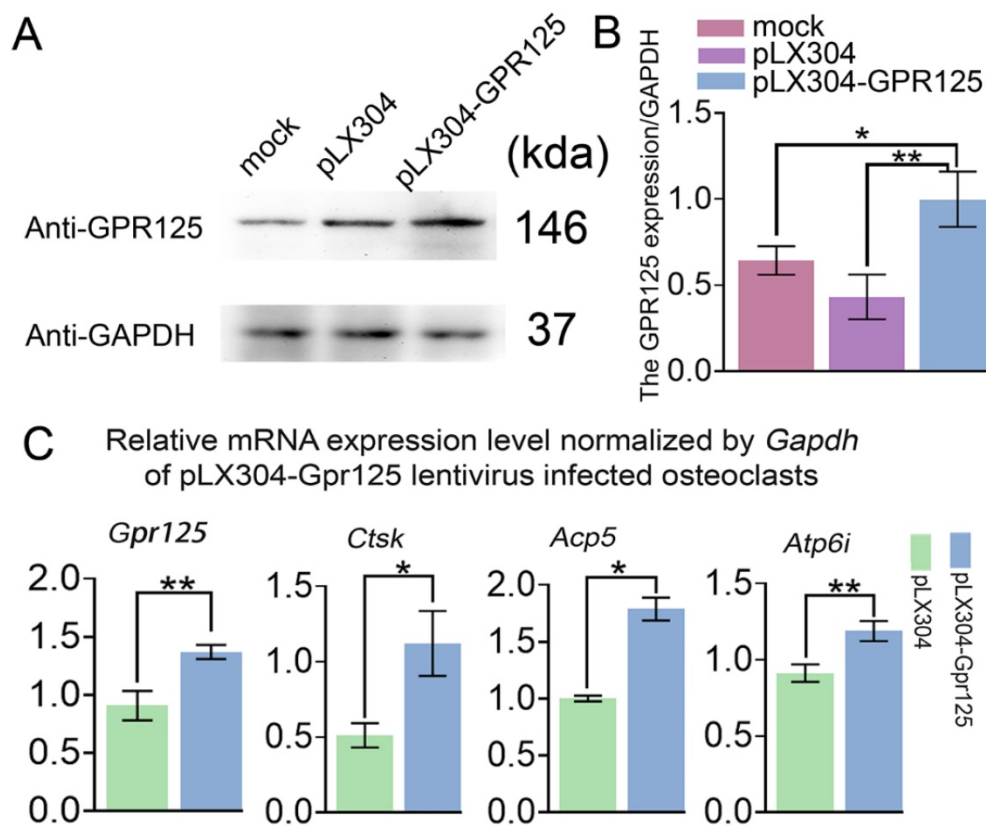 A
mock
pLX304
pLX304-GPR125
(kda)
Anti-GPR125
146
Anti-GAPDH
37
B
mock
pLX304
pLX304-GPR125
The GPR125 expression/GAPDH
1.5
1.0
0.5
0.0
*
**
C
Relative mRNA expression level normalized by Gapdh
of pLX304-Gpr125 lentivirus infected osteoclasts
Gpr125
2.0
1.5
1.0
0.5
0.0
**
Ctsk
1.5
1.0
0.5
0.0
*
Acp5
2.0
1.5
1.0
0.5
0.0
*
Atp6i
1.5
1.0
0.5
0.0
**
pLX304
pLX304-Gpr125